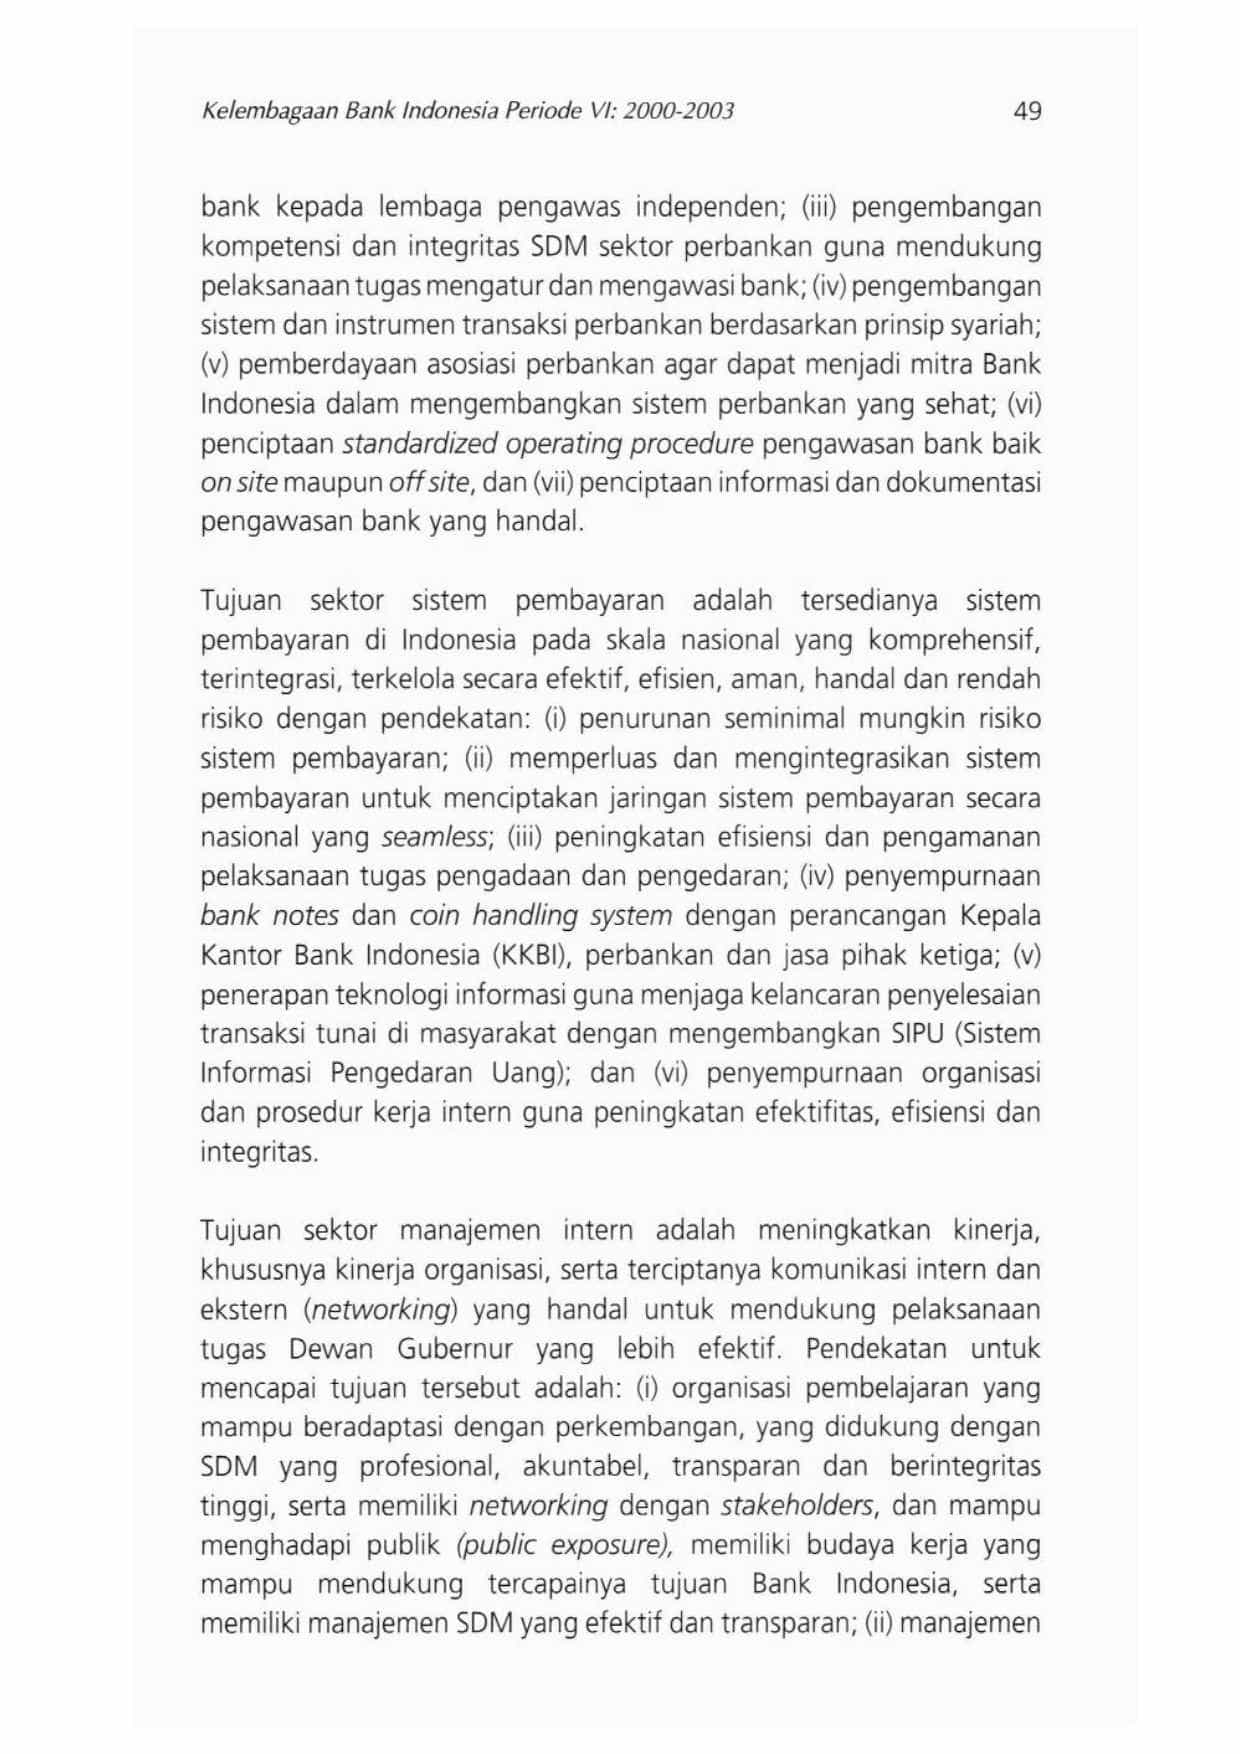 Kelembagaan Bank Indonesia Periode VI: 2000-2003 49
bank kepada lembaga pengawas independen; (iii) pengembangan
kompetensi dan integritas SDM sektor perbankan guna mendukung
pelaksanaan tugas mengatur dan mengawasi bank; (iv) pengembangan
sistem dan instrumen transaksi perbankan berdasarkan prinsip syariah;
(v) pemberdayaan asosiasi perbankan agar dapat menjadi mitra Bank
Indonesia dalam mengembangkan sistem perbankan yang sehat; (vi)
penciptaan standardized operating procedure pengawasan bank baik
on site maupun off site, dan (vii) penciptaan informasi dan dokumentasi
pengawasan bank yang handal.
Tujuan sektor sistem pembayaran adalah tersedianya sistem
pembayaran di Indonesia pada skala nasional yang komprehensif,
terintegrasi, terkelola secara efektif, efisien, aman, handal dan rendah
risiko dengan pendekatan: (i) penurunan seminimal mungkin risiko
sistem pembayaran; (ii) memperluas dan mengintegrasikan sistem
pembayaran untuk menciptakan jaringan sistem pembayaran secara
nasional yang seamless; (iii) peningkatan efisiensi dan pengamanan
pelaksanaan tugas pengadaan dan pengedaran; (iv) penyempurnaan
bank notes dan coin handling system dengan perancangan Kepala
Kantor Bank Indonesia (KKBI), perbankan dan jasa pihak ketiga; (v)
penerapan teknologi informasi guna menjaga kelancaran penyelesaian
transaksi tunai di masyarakat dengan mengembangkan SIPU (Sistem
Informasi Pengedaran Uang); dan (vi) penyempurnaan organisasi
dan prosedur kerja intern guna peningkatan efektifitas, efisiensi dan
integritas.
Tujuan sektor manajemen intern adalah meningkatkan kinerja,
khususnya kinerja organisasi, serta terciptanya komunikasi intern dan
ekstern (networking) yang handal untuk mendukung pelaksanaan
tugas Dewan Gubernur yang lebih efektif. Pendekatan untuk
mencapai tujuan tersebut adalah: (i) organisasi pembelajaran yang
mampu beradaptasi dengan perkembangan, yang didukung dengan
SDM yang profesional, akuntabel, transparan dan berintegritas
tinggi, serta memiliki networking dengan stakeholders, dan mampu
menghadapi publik (public exposure), memiliki budaya kerja yang
mampu mendukung tercapainya tujuan Bank Indonesia, serta
memiliki manajemen SDM yang efektif dan transparan; (ii) manajemen